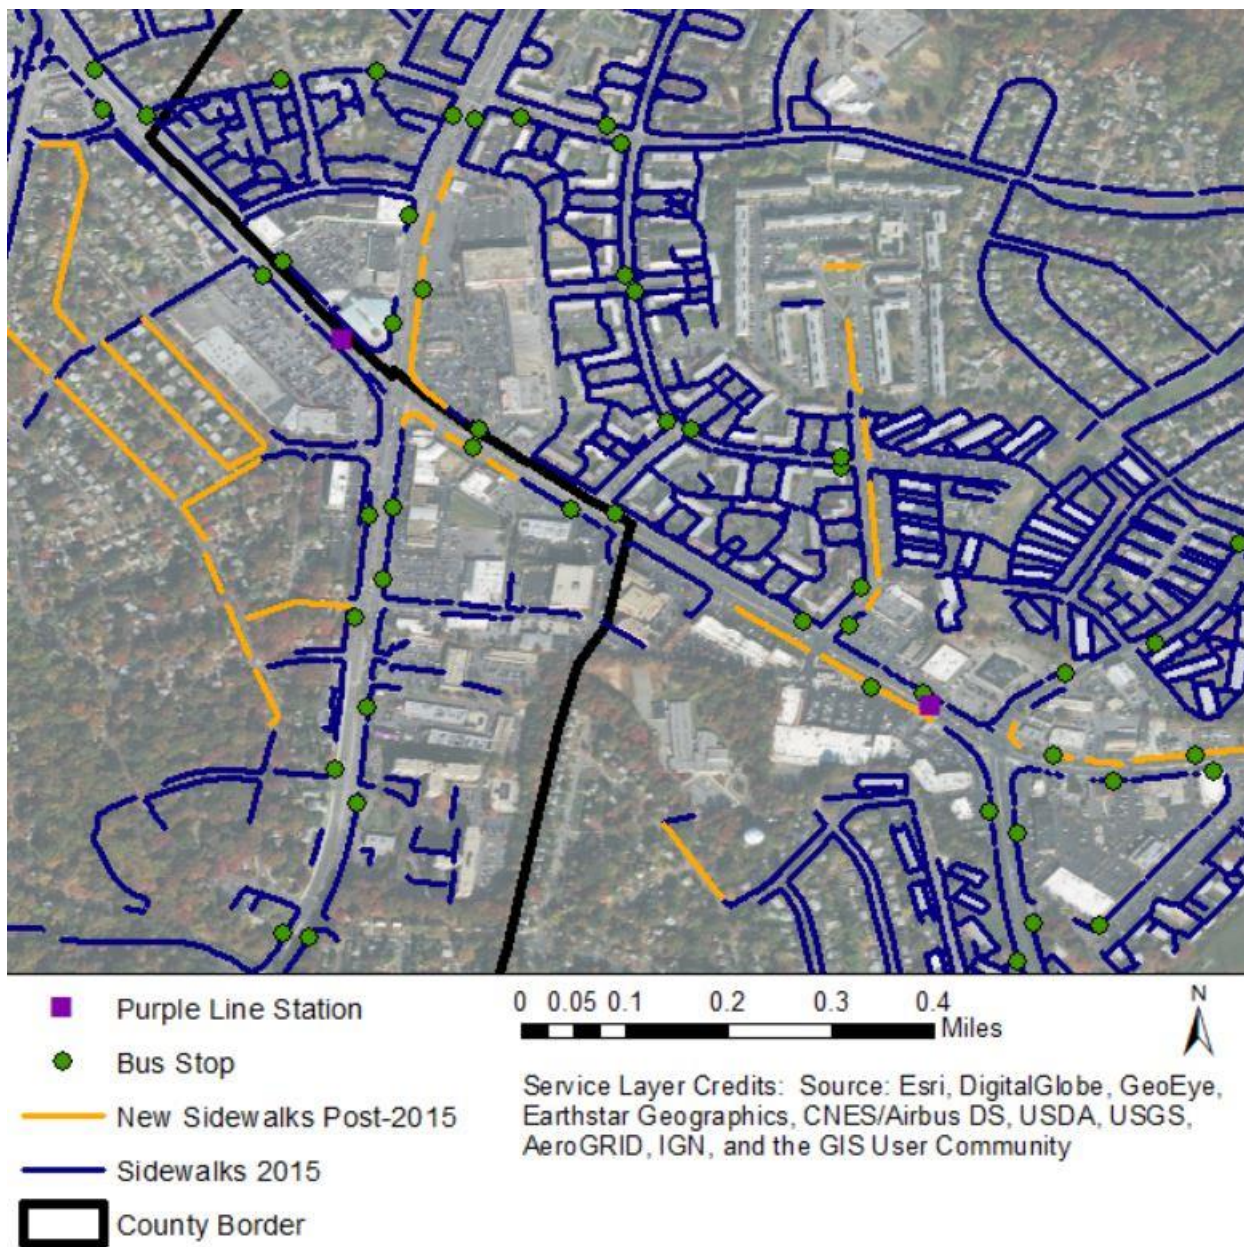 Purple Line Station
Bus Stop
New Sidewalks Post-2015
Sidewalks 2015
County Border
0 0.05 0.1 0.2 0.3 0.4
Miles
N
Service Layer Credits: Source: Esri, DigitalGlobe, GeoEye,
Earthstar Geographics, CNES/Airbus DS, USDA, USGS,
AeroGRID, IGN, and the GIS User Community